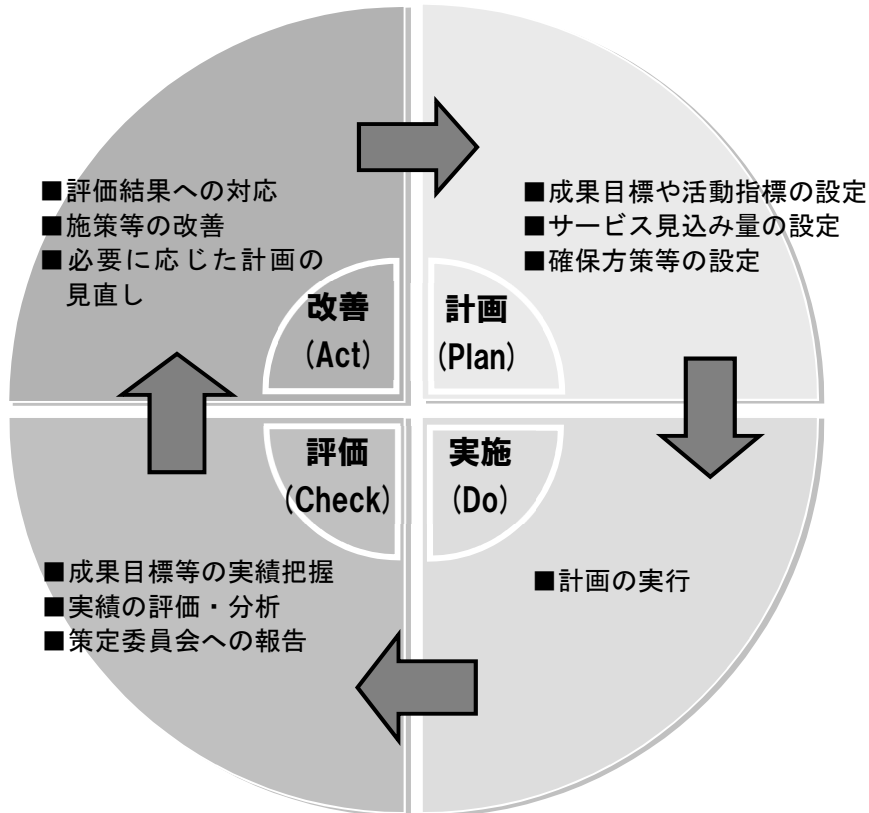 ■評価結果への対応
■施策等の改善
■必要に応じた計画の
見直し
改善
(Act)
■成果目標や活動指標の設定
■サービス見込み量の設定
■確保方策等の設定
計画
(Plan)
評価
(Check)
■成果目標等の実績把握
■実績の評価・分析
■策定委員会への報告
実施
(Do)
■計画の実行